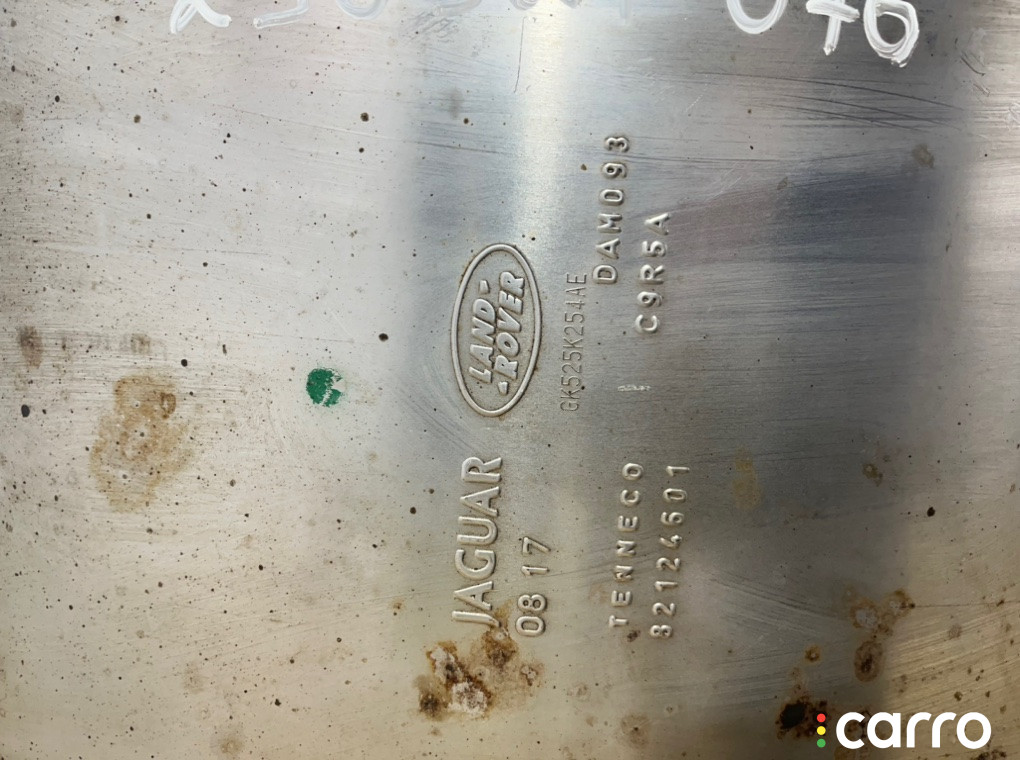 076
LAND-
-ROVER
JAGUAR
08 17
GK525K254AE
DAM093
C9R5A
TENNECO
82124601
carro